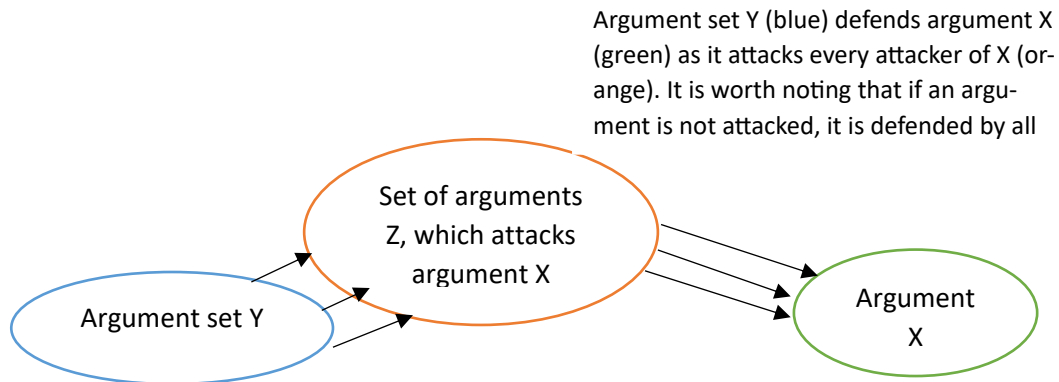 Argument set Y (blue) defends argument X
(green) as it attacks every attacker of X (or-
ange). It is worth noting that if an argu-
ment is not attacked, it is defended by all
Set of arguments
Z, which attacks
argument X
Argument set Y
Argument
X